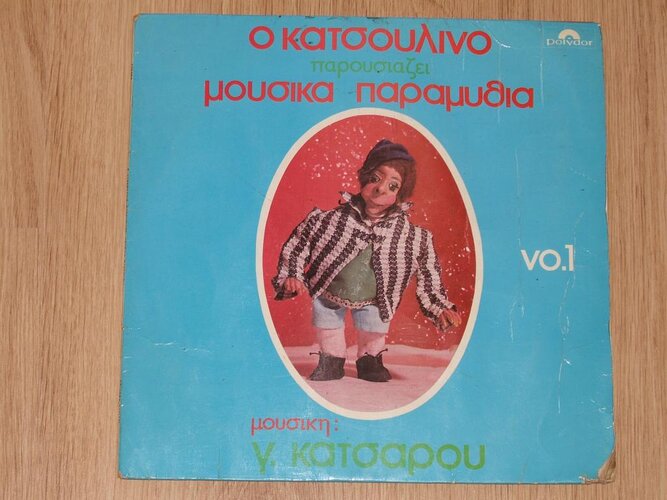 ο κατσουλινο
polydor
παρουσιαζει
μουσικα παραμυθια
vo.1
μουσικη:
γ. κατσαρου